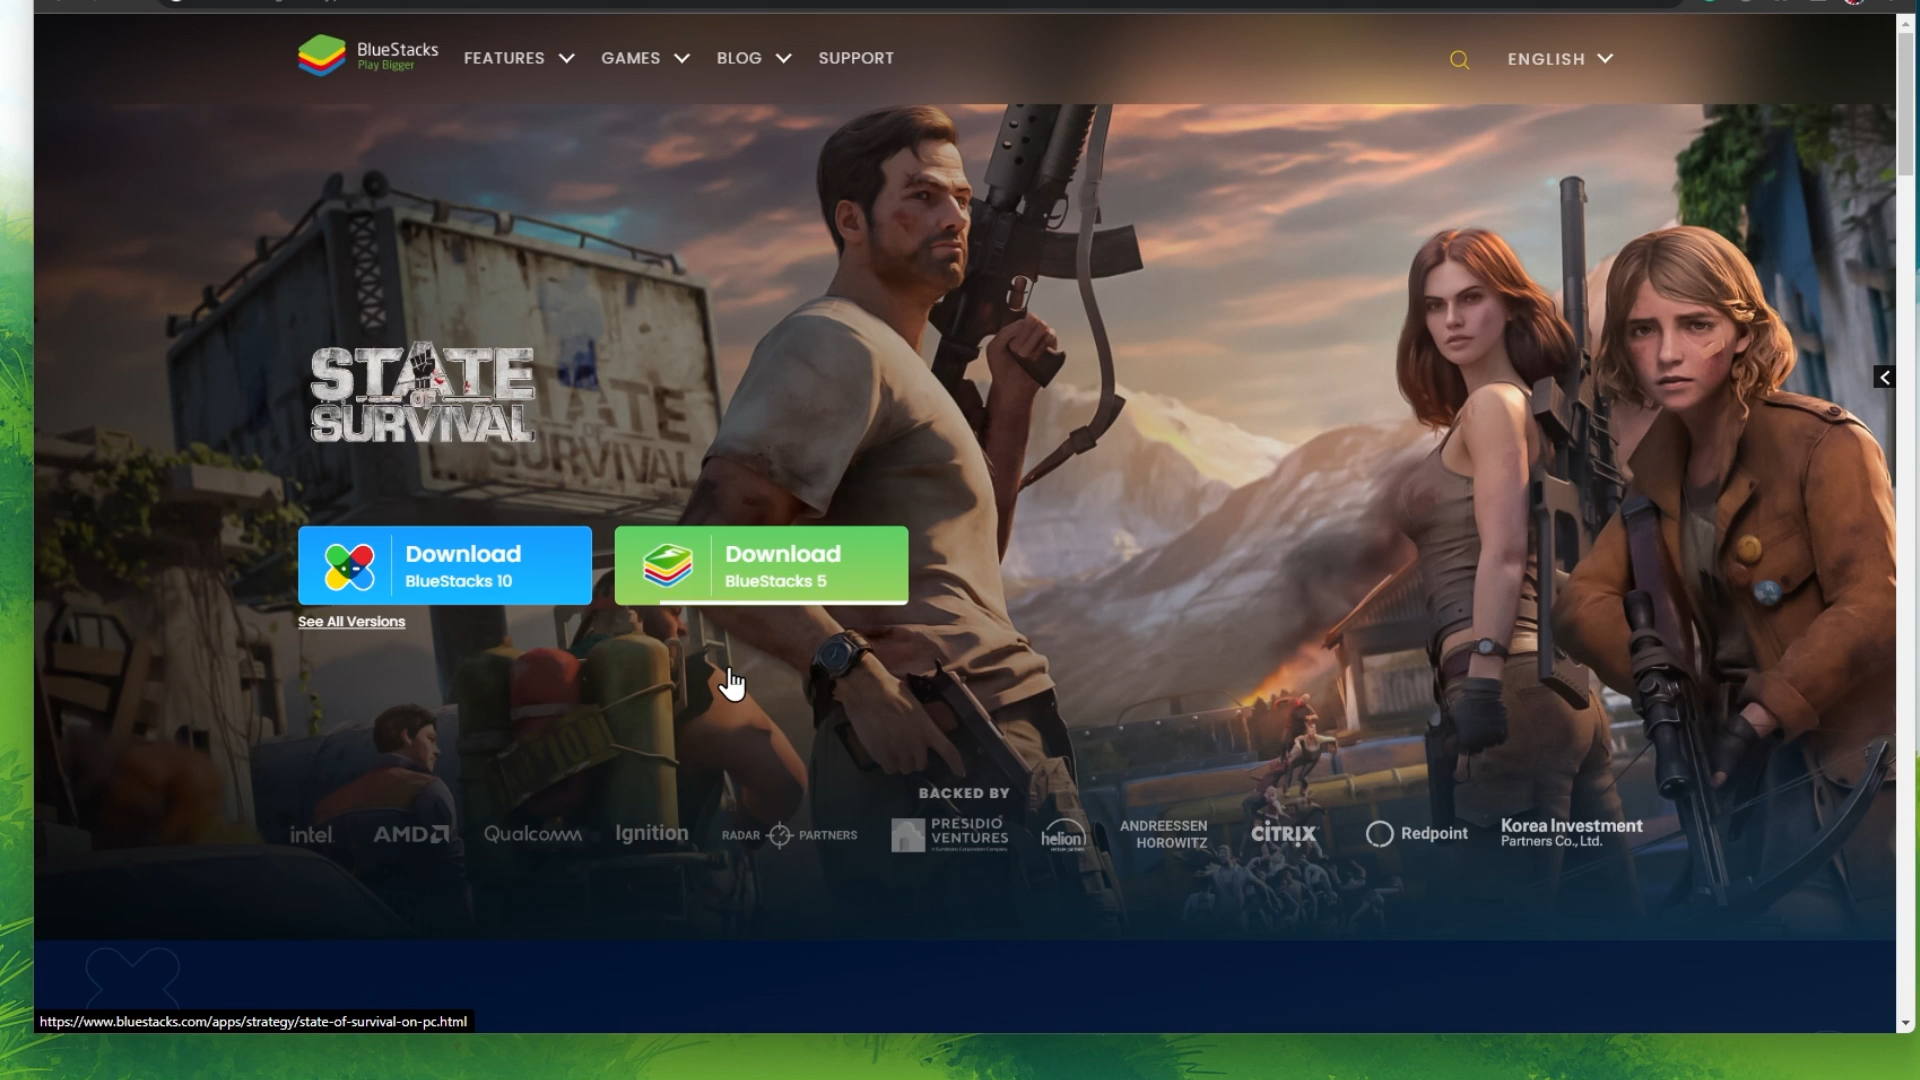 BlueStacks
Play Bigger
FEATURES
GAMES
BLOG
SUPPORT
ENGLISH
STATE
OF
SURVIVAL
STATE
SURVIVAL
Download
BlueStacks 10
Download
BlueStacks 5
See All Versions
BACKED BY
intel
AMD
Qualcomm
Ignition
RADAR PARTNERS
PRESIDIO
VENTURES
helion
ANDREESSEN
HOROWITZ
CITRIX
Redpoint
Korea Investment
Partners Co., Ltd.
https://www.bluestacks.com/apps/strategy/state-of-survival-on-pc.html